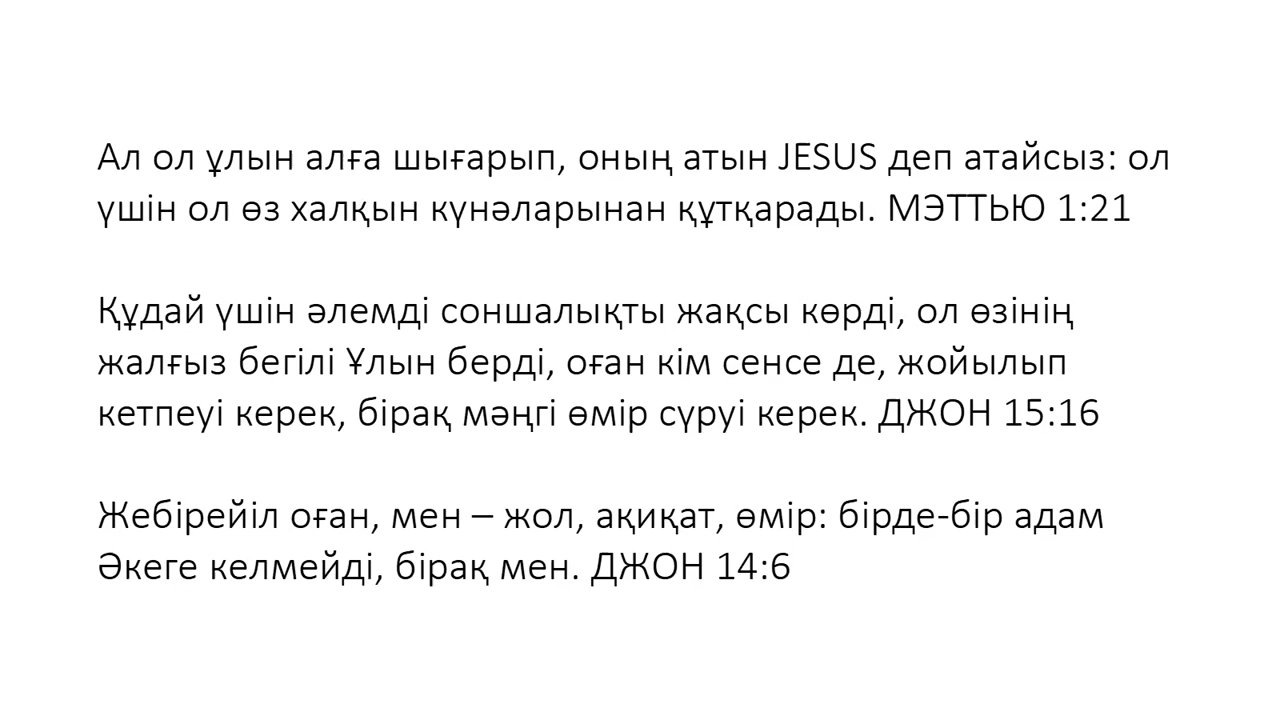 Ал ол ұлын алға шығарып, оның атын JESUS деп атайсыз: ол
үшін ол өз халқын күнәларынан құтқарады. МЭТТЬЮ 1:21
Құдай үшін әлемді соншалықты жақсы көрді, ол өзінің
жалғыз бегілі Ұлын берді, оған кім сенсе де, жойылып
кетпеуі керек, бірақ мәңгі өмір сүруі керек. ДЖОН 15:16
Жебірейіл оған, мен – жол, ақиқат, өмір: бірде-бір адам
Әкеге келмейді, бірақ мен. ДЖОН 14:6